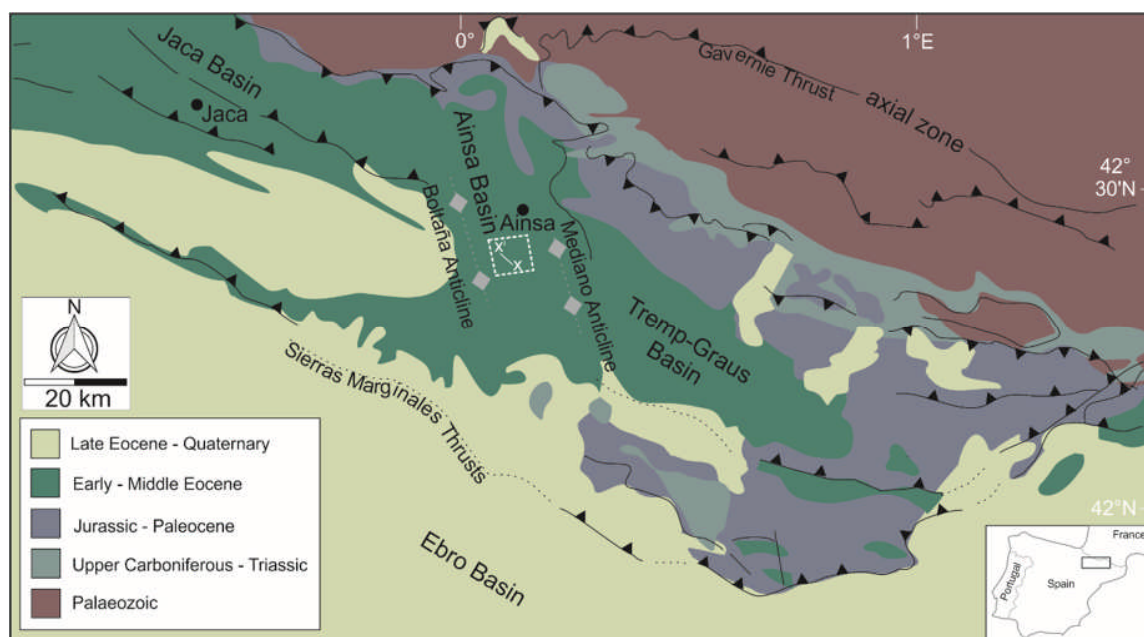 0°
1°E
Jaca Basin
Jaca
Gavernie Thrust
axial zone
Ainsa Basin
Ainsa
42°
30'N
Boltaña Anticline
X'
X
Mediano Anticline
Tremp-Graus
Basin
N
20 km
Sierras Marginales Thrusts
Ebro Basin
42°N
Late Eocene - Quaternary
Early - Middle Eocene
Jurassic - Paleocene
Upper Carboniferous - Triassic
Palaeozoic
France
Portugal
Spain